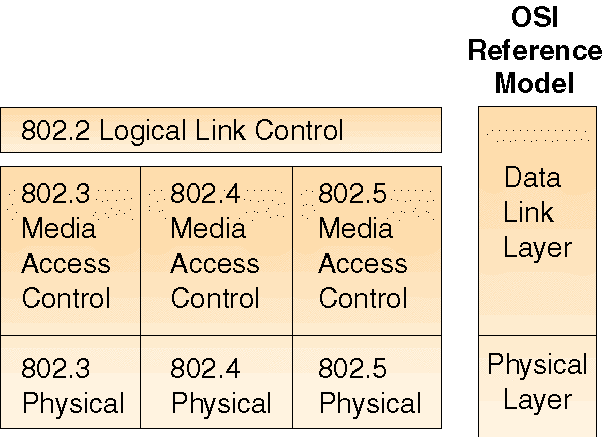 OSI
Reference
Model
802.2 Logical Link Control
802.3
Media
Access
Control
802.4
Media
Access
Control
802.5
Media
Access
Control
Data
Link
Layer
802.3
Physical
802.4
Physical
802.5
Physical
Physical
Layer